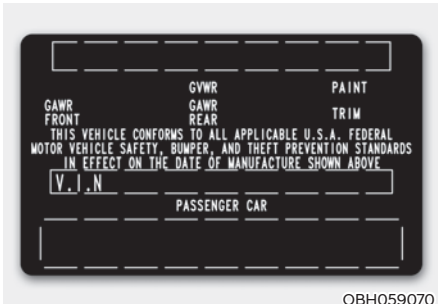 GVWR PAINT
GAWR FRONT GAWR REAR TRIM
THIS VEHICLE CONFORMS TO ALL APPLICABLE U.S.A. FEDERAL
MOTOR VEHICLE SAFETY, BUMPER, AND THEFT PREVENTION STANDARDS
IN EFFECT ON THE DATE OF MANUFACTURE SHOWN ABOVE
V.I.N
PASSENGER CAR
OBH059070